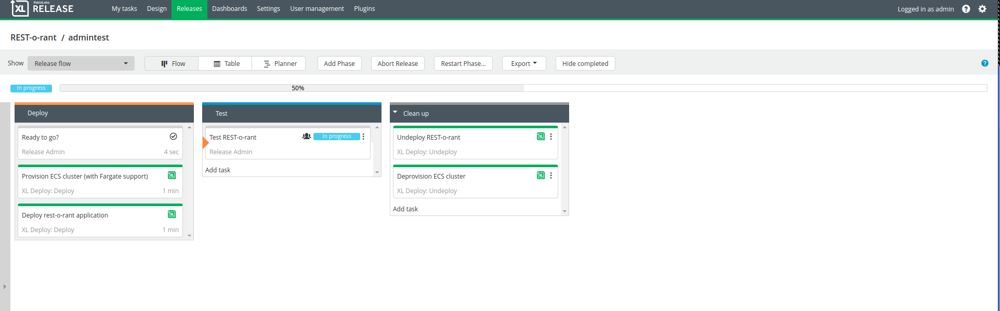 XL XebiaLabs RELEASE My tasks Design Releases Dashboards Settings User management Plugins Logged in as admin ?
REST-o-rant / admintest
Show Release flow Flow Table Planner Add Phase Abort Release Restart Phase... Export Hide completed ?
In progress 50%
Deploy
Ready to go?
Release Admin 4 sec
Provision ECS cluster (with Fargate support) XL
XL Deploy: Deploy 1 min
Deploy rest-o-rant application XL
XL Deploy: Deploy 1 min
Test
Test REST-o-rant In progress
Release Admin
Add task
Clean up
Undeploy REST-o-rant XL
XL Deploy: Undeploy
Deprovision ECS cluster XL
XL Deploy: Undeploy
Add task